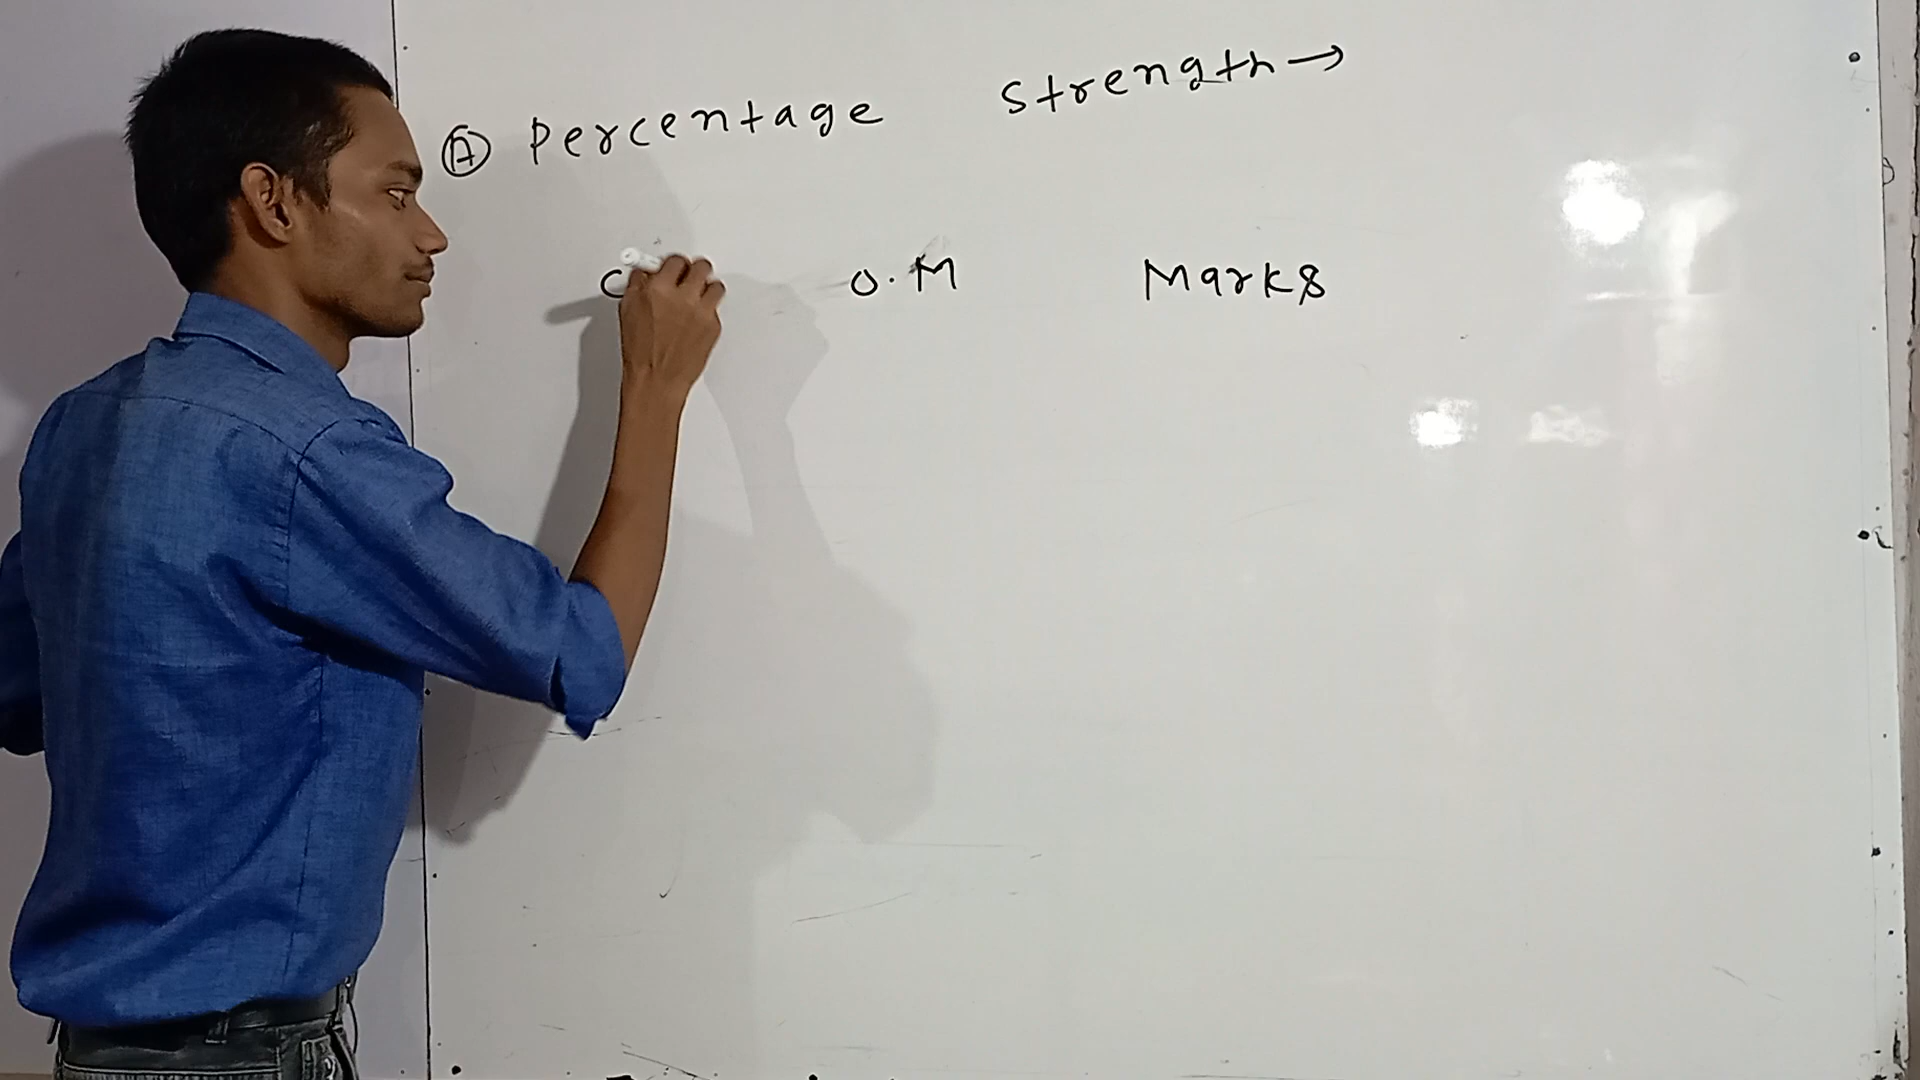 Ⓐ Percentage Strength →
O.M Marks